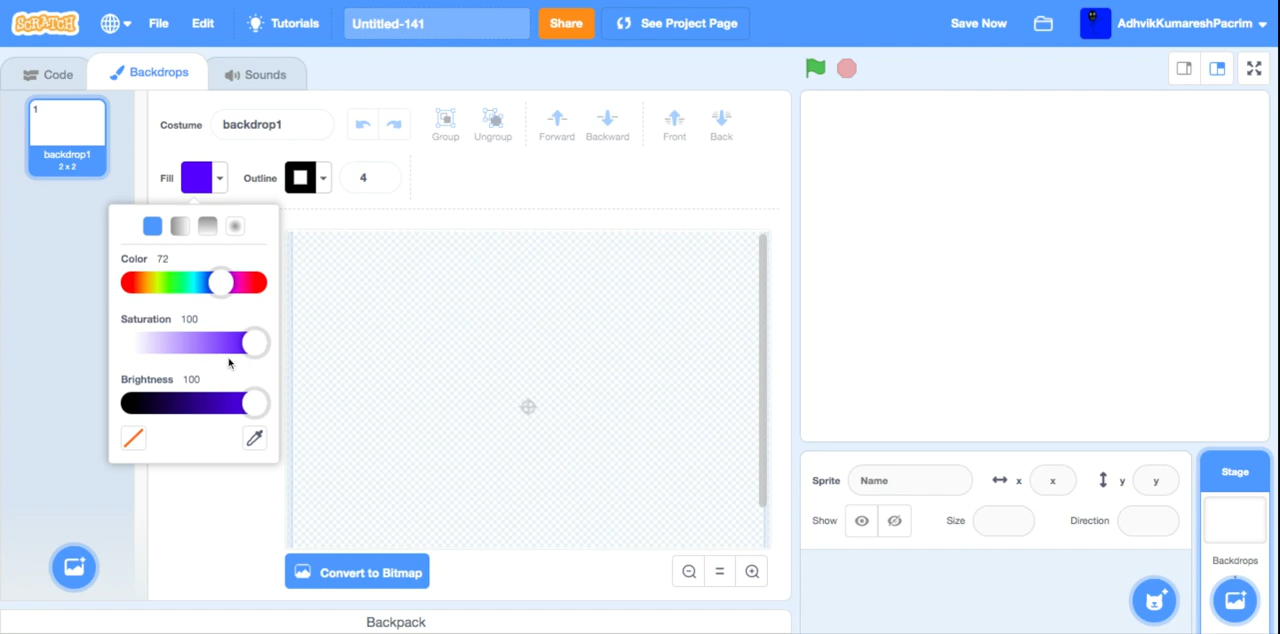 SCRATCH File Edit Tutorials Untitled-141 Share See Project Page Save Now AdhvikKumareshPacrim
Code Backdrops Sounds
1
backdrop1
2 x 2
Costume backdrop1 Group Ungroup Forward Backward Front Back
Fill Outline 4
Color 72
Saturation 100
Brightness 100
Convert to Bitmap
Backpack
Sprite Name x x y y
Show Size Direction
Stage
Backdrops